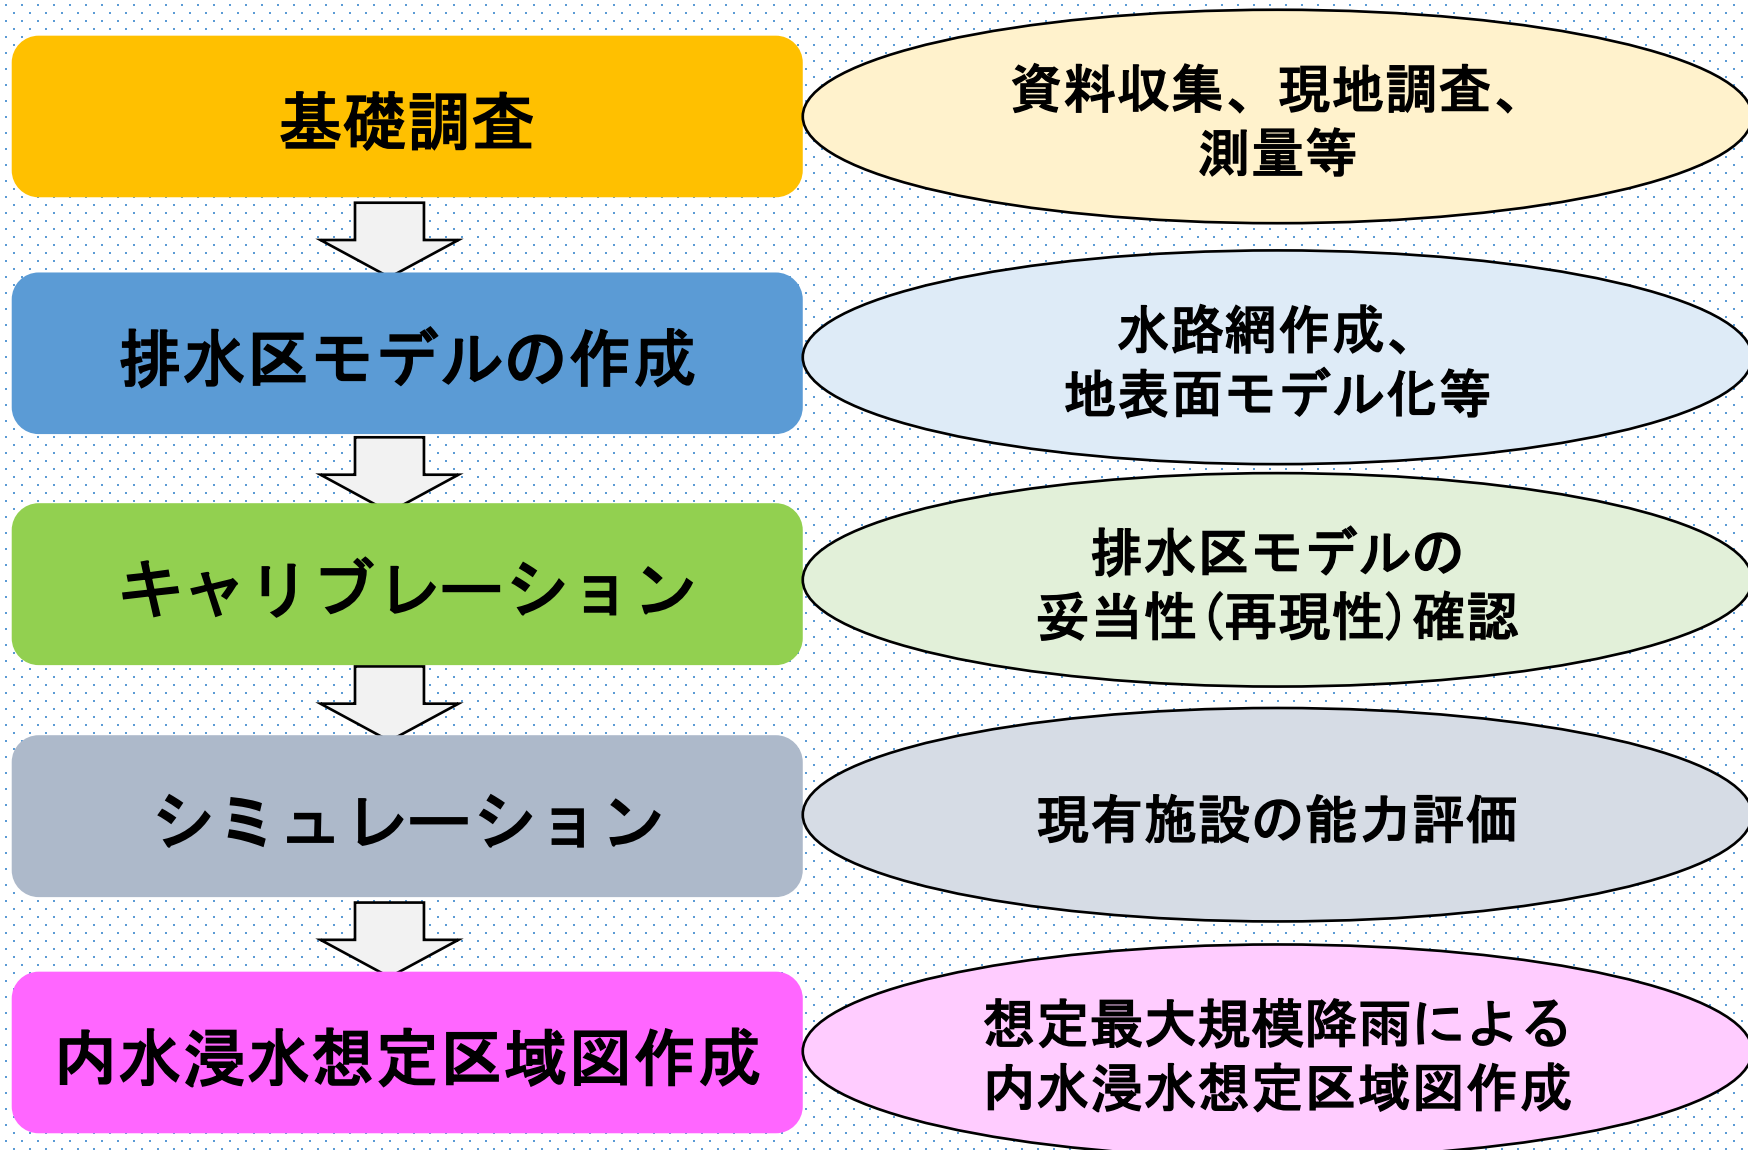 基礎調査
資料収集、現地調査、
測量等
排水区モデルの作成
水路網作成、
地表面モデル化等
キャリブレーション
排水区モデルの
妥当性(再現性)確認
シミュレーション
現有施設の能力評価
内水浸水想定区域図作成
想定最大規模降雨による
内水浸水想定区域図作成